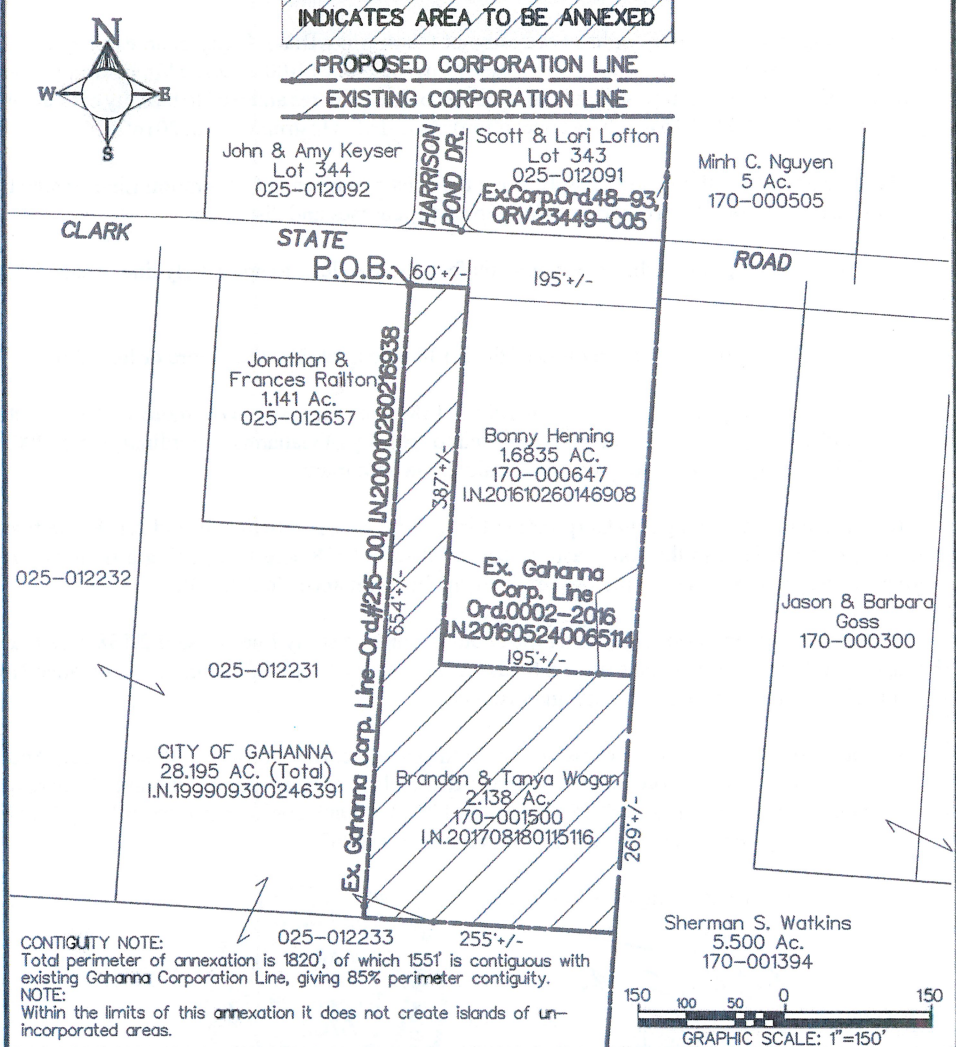 INDICATES AREA TO BE ANNEXED
PROPOSED CORPORATION LINE
EXISTING CORPORATION LINE
N
W
E
S
John & Amy Keyser
Lot 344
025-012092
HARRISON
POND DR.
Scott & Lori Lofton
Lot 343
025-012091
Ex.Corp.Ord.48-93,
ORV.23449-C05
Minh C. Nguyen
5 Ac.
170-000505
CLARK
STATE
ROAD
P.O.B.
60'+/-
195'+/-
Jonathan &
Frances Railton
1.141 Ac.
025-012657
Ex. Gahanna Corp. Line-Ord.#215-00, I.N.200010260216938
654'+/-
387'+/-
Bonny Henning
1.6835 AC.
170-000647
I.N.201610260146908
Ex. Gahanna
Corp. Line
Ord.0002-2016
I.N.201605240065114
195'+/-
025-012232
025-012231
Jason & Barbara
Goss
170-000300
CITY OF GAHANNA
28.195 AC. (Total)
I.N.199909300246391
Brandon & Tanya Wogan
2.138 Ac.
170-001500
I.N.201708180115116
269'+/-
025-012233
255'+/-
Sherman S. Watkins
5.500 Ac.
170-001394
CONTIGUITY NOTE:
Total perimeter of annexation is 1820', of which 1551' is contiguous with
existing Gahanna Corporation Line, giving 85% perimeter contiguity.
NOTE:
Within the limits of this annexation it does not create islands of un-
incorporated areas.
150 100 50 0 150
GRAPHIC SCALE: 1"=150'